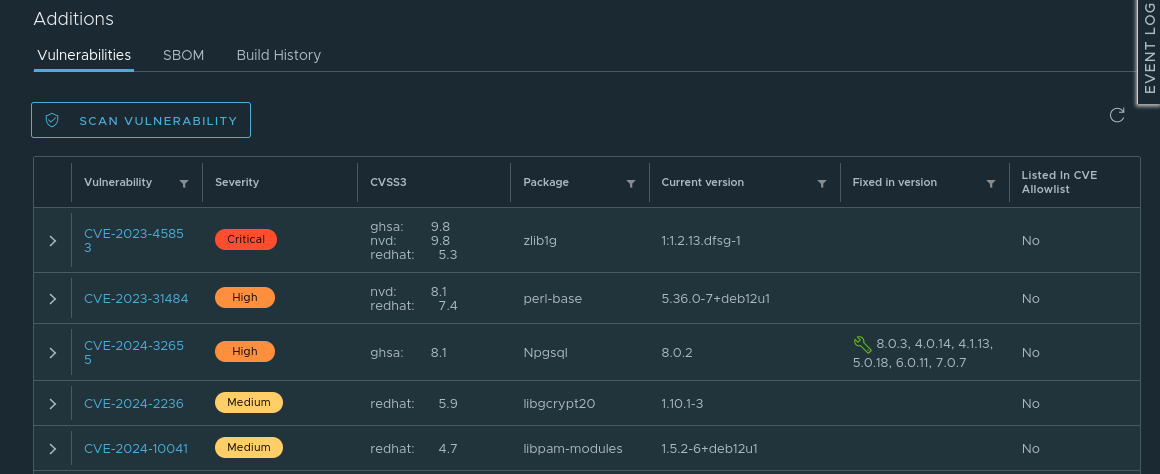 Additions
EVENT LOG
Vulnerabilities SBOM Build History
SCAN VULNERABILITY
Vulnerability Severity CVSS3 Package Current version Fixed in version Listed In CVE
Allowlist
CVE-2023-4585
3 Critical ghsa: 9.8
nvd: 9.8
redhat: 5.3 zlib1g 1:1.2.13.dfsg-1 No
CVE-2023-31484 High nvd: 8.1
redhat: 7.4 perl-base 5.36.0-7+deb12u1 No
CVE-2024-3265
5 High ghsa: 8.1 Npgsql 8.0.2 8.0.3, 4.0.14, 4.1.13,
5.0.18, 6.0.11, 7.0.7 No
CVE-2024-2236 Medium redhat: 5.9 libgcrypt20 1.10.1-3 No
CVE-2024-10041 Medium redhat: 4.7 libpam-modules 1.5.2-6+deb12u1 No